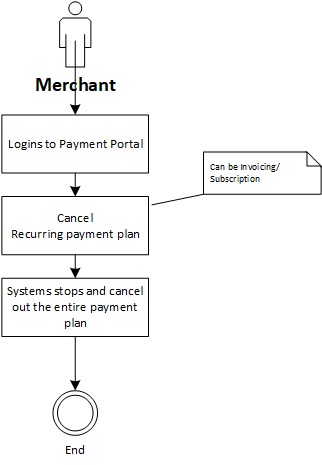 Merchant
Logins to Payment Portal
Can be Invoicing/
Subscription
Cancel
Recurring payment plan
Systems stops and cancel
out the entire payment
plan
End